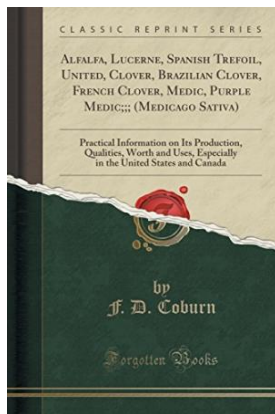 CLASSIC REPRINT SERIES
Alfalfa, Lucerne, Spanish Trefoil,
United, Clover, Brazilian Clover,
French Clover, Medic, Purple
Medic;;; (Medicago Sativa)
Practical Information on Its Production,
Qualities, Worth and Uses, Especially
in the United States and Canada
by
F. D. Coburn
Forgotten Books